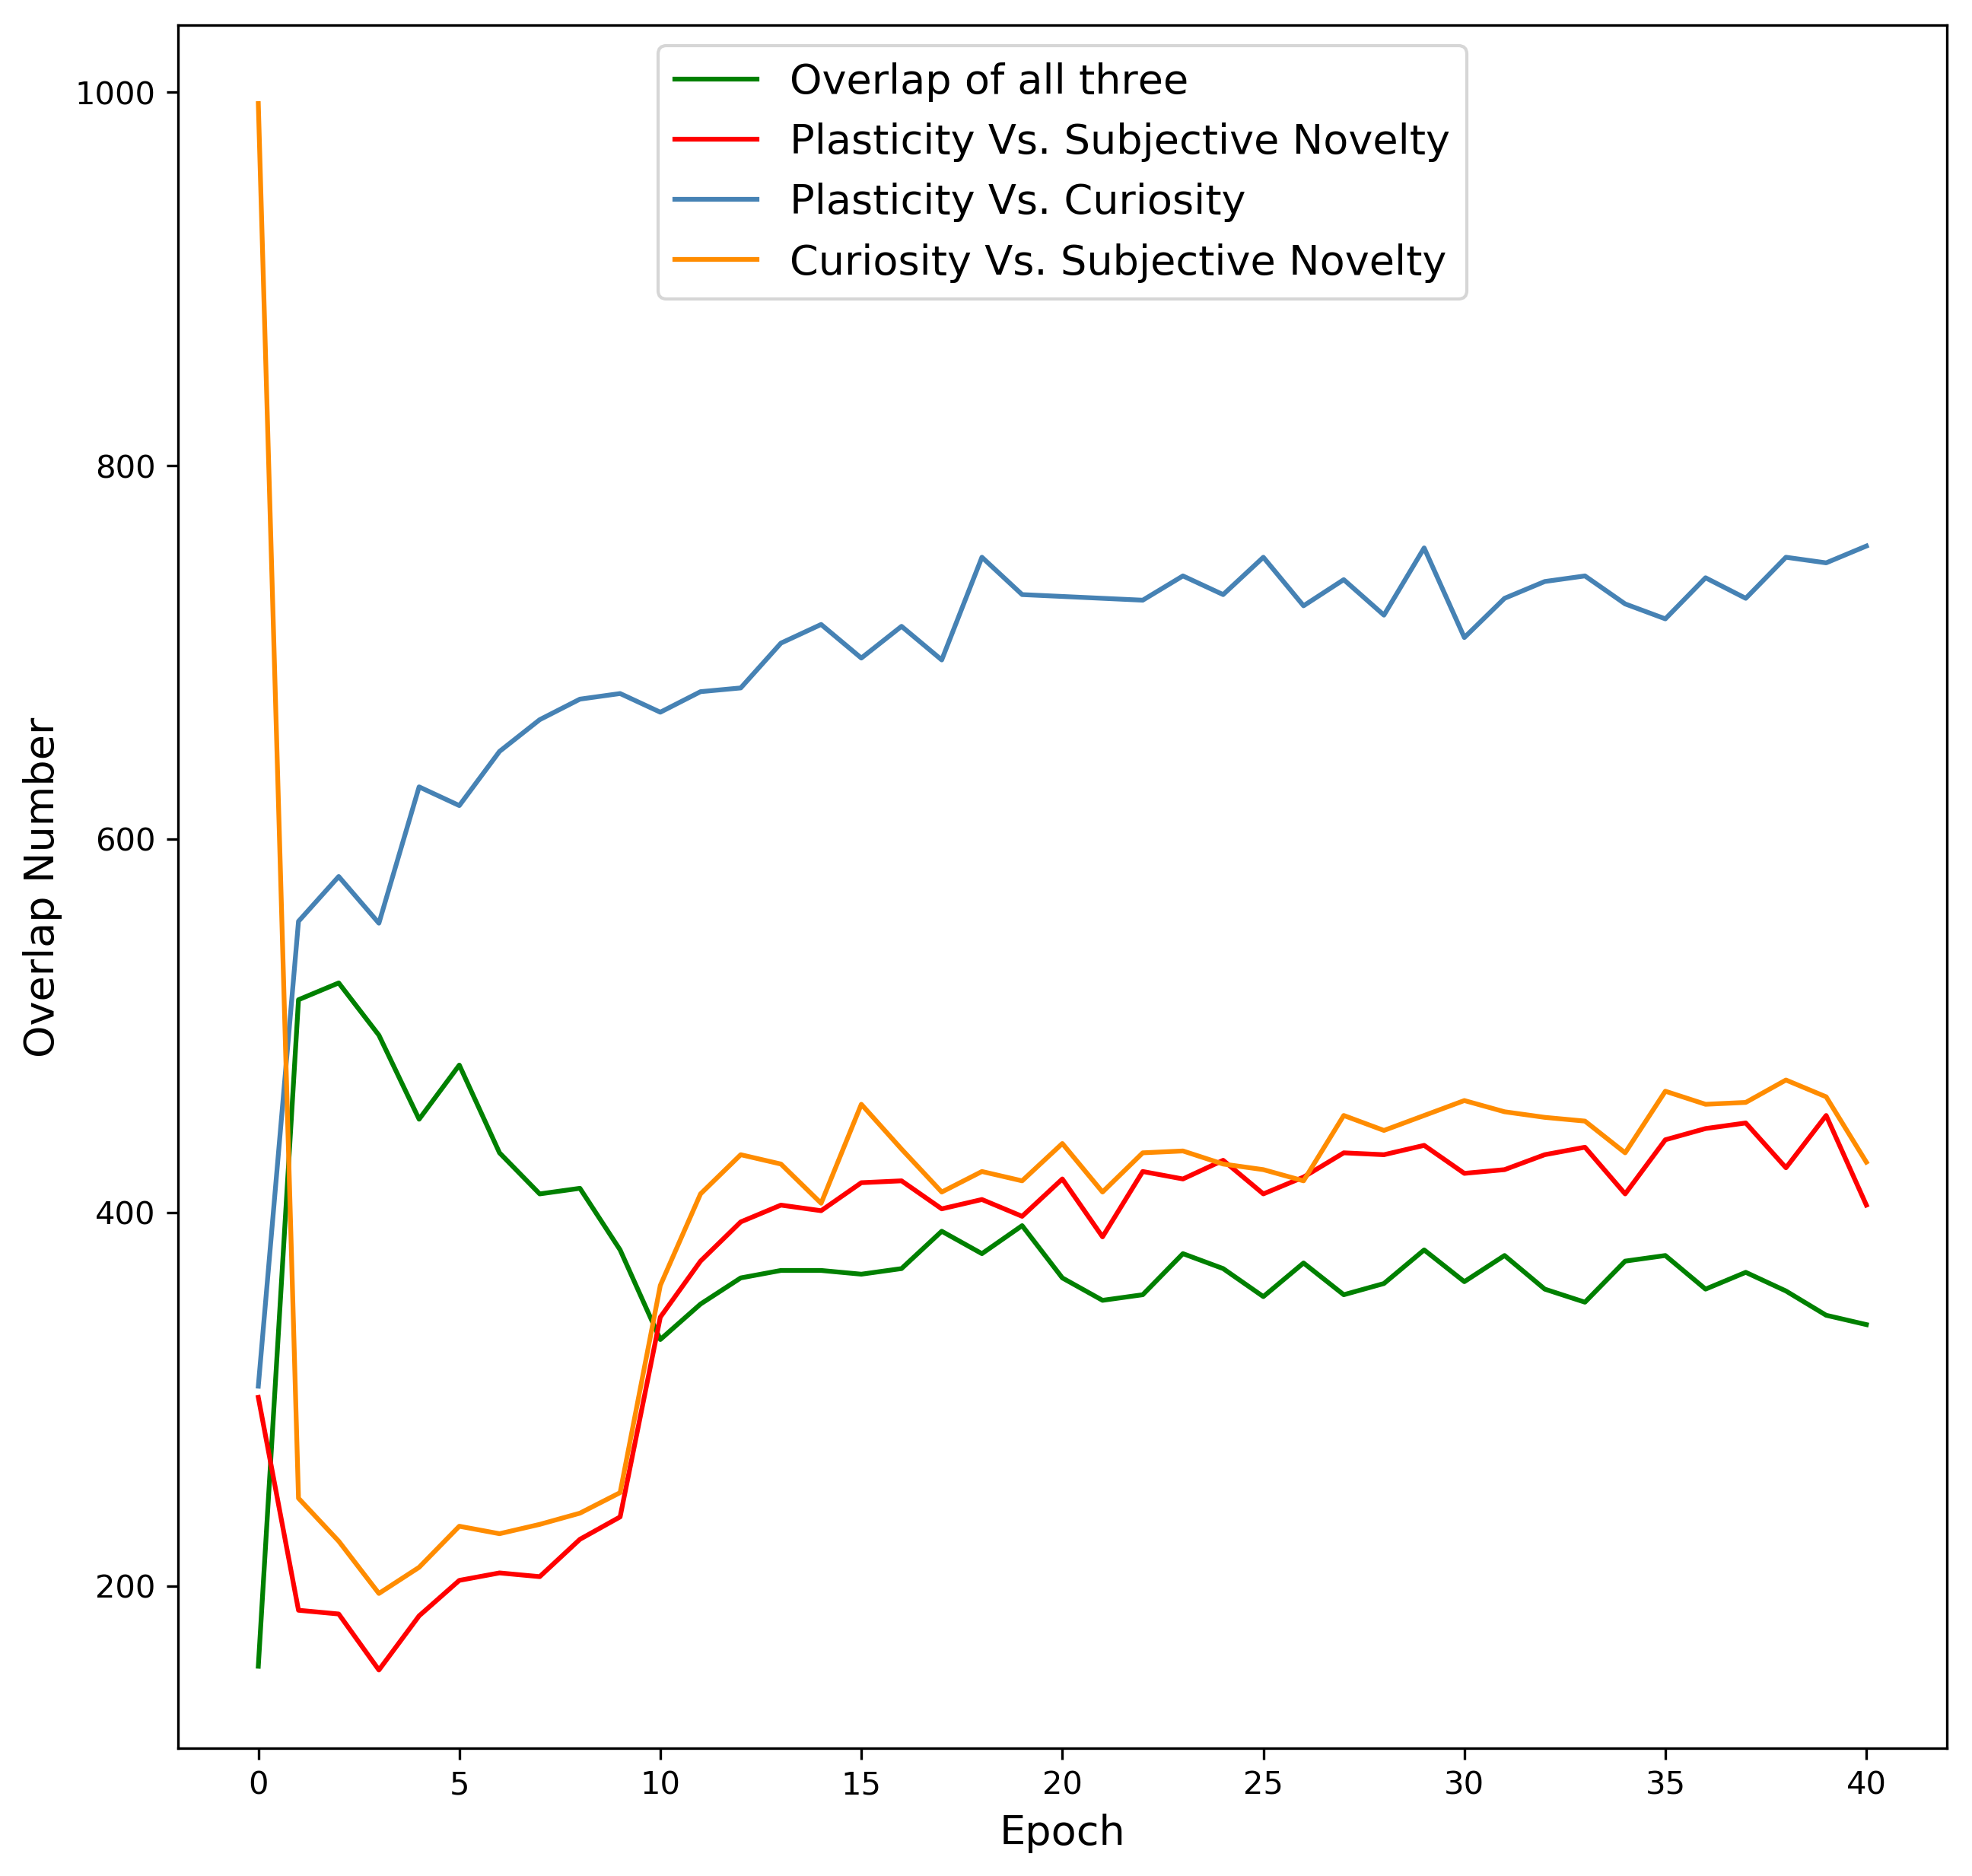 Overlap of all three
Plasticity Vs. Subjective Novelty
Plasticity Vs. Curiosity
Curiosity Vs. Subjective Novelty
1000
800
600
400
200
Overlap Number
0 5 10 15 20 25 30 35 40
Epoch